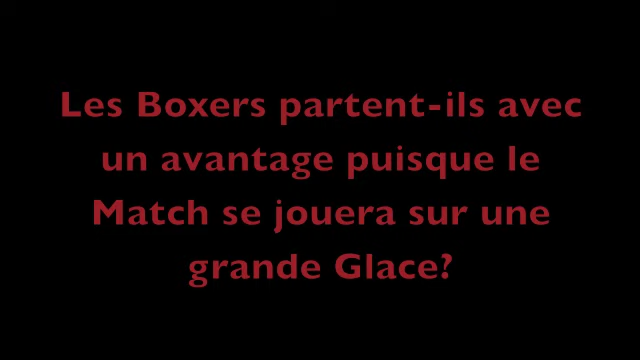 Les Boxers partent-ils avec
un avantage puisque le
Match se jouera sur une
grande Glace?